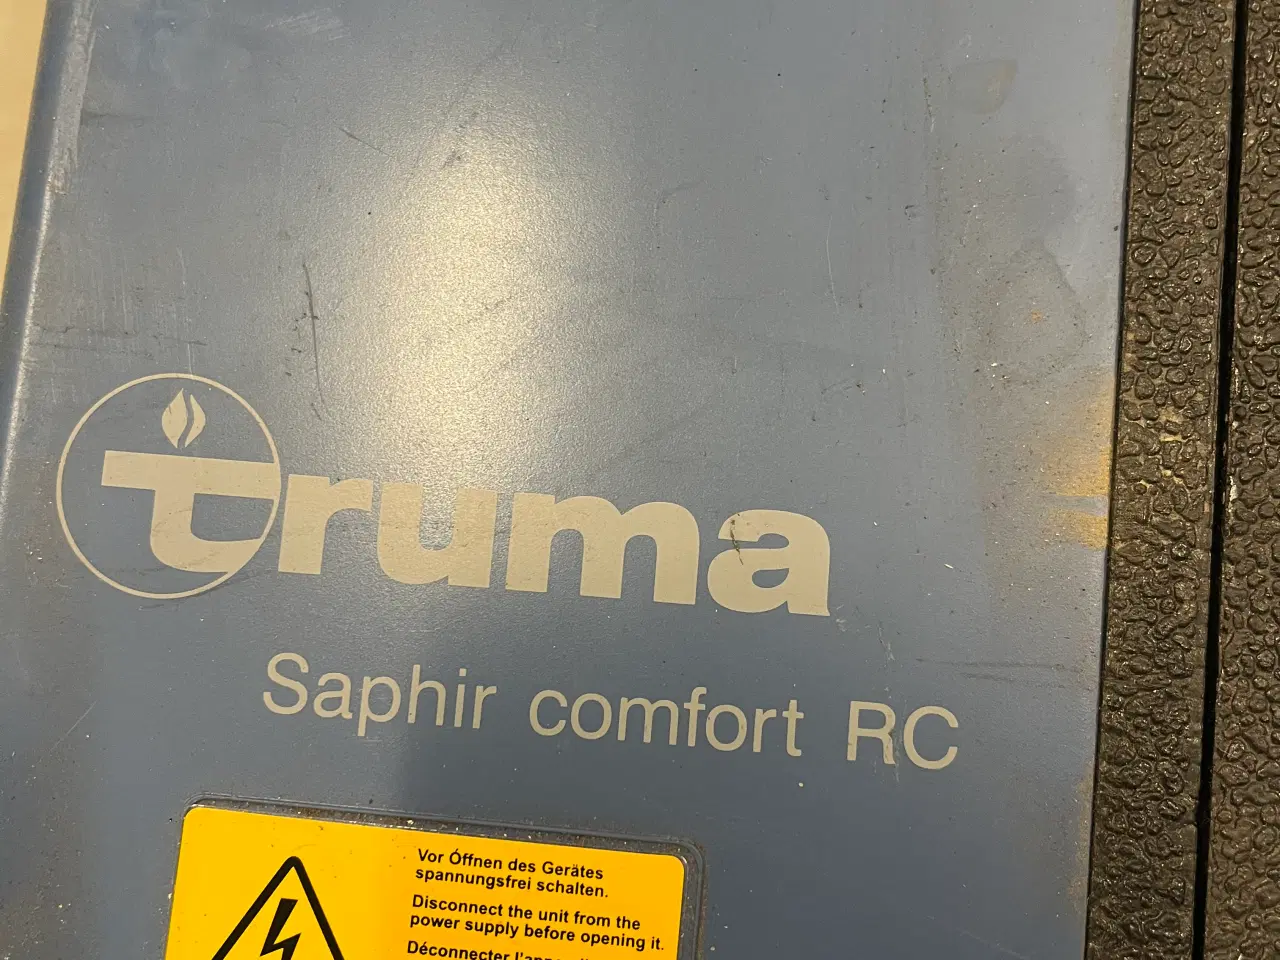 truma
Saphir comfort RC
Vor Öffnen des Gerätes
spannungsfrei schalten.
Disconnect the unit from the
power supply before opening it.
Déconnecter